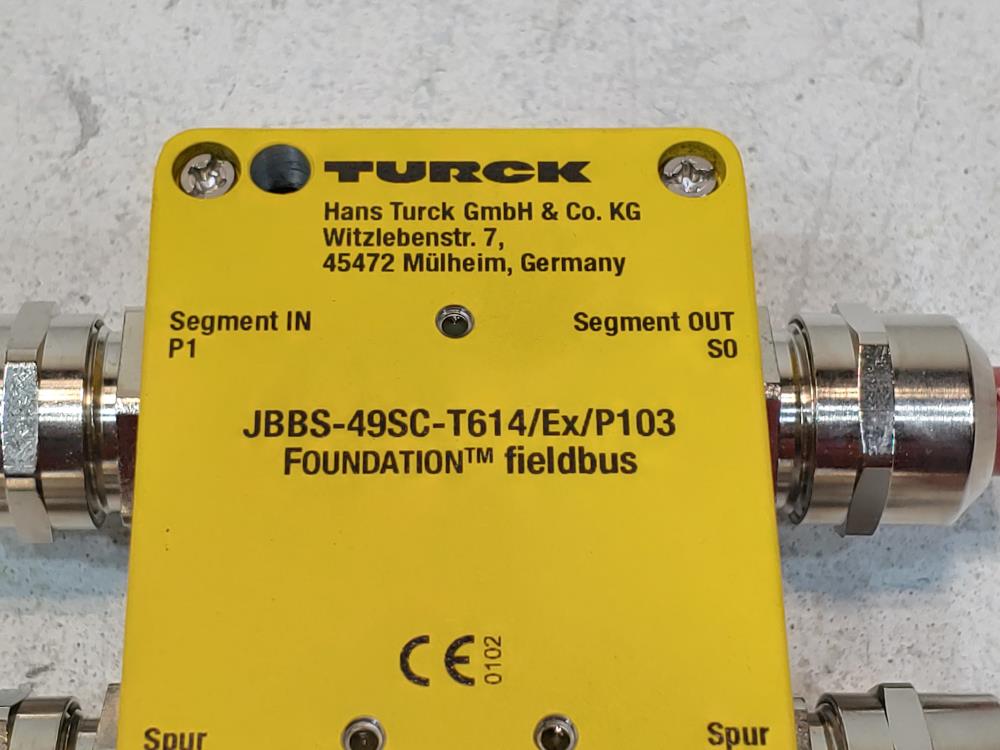 TURCK
Hans Turck GmbH & Co. KG
Witzlebenstr. 7,
45472 Mülheim, Germany
Segment IN
P1
Segment OUT
S0
JBBS-49SC-T614/Ex/P103
FOUNDATION™ fieldbus
CE 0102
Spur
Spur